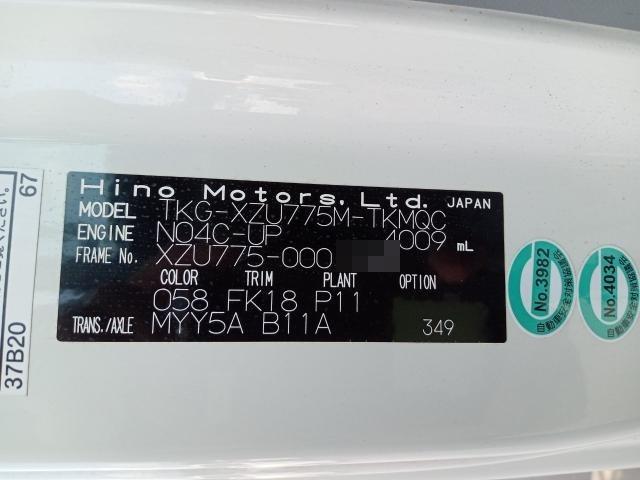 Hino Motors, Ltd. JAPAN
MODEL TKG-XZU775M-TKMQC
ENGINE N04C-UP 4009 mL
FRAME No. XZU775-000
COLOR TRIM PLANT OPTION
058 FK18 P11
TRANS./AXLE MYY5A B11A 349
67
37B20
No.3982
No.4034